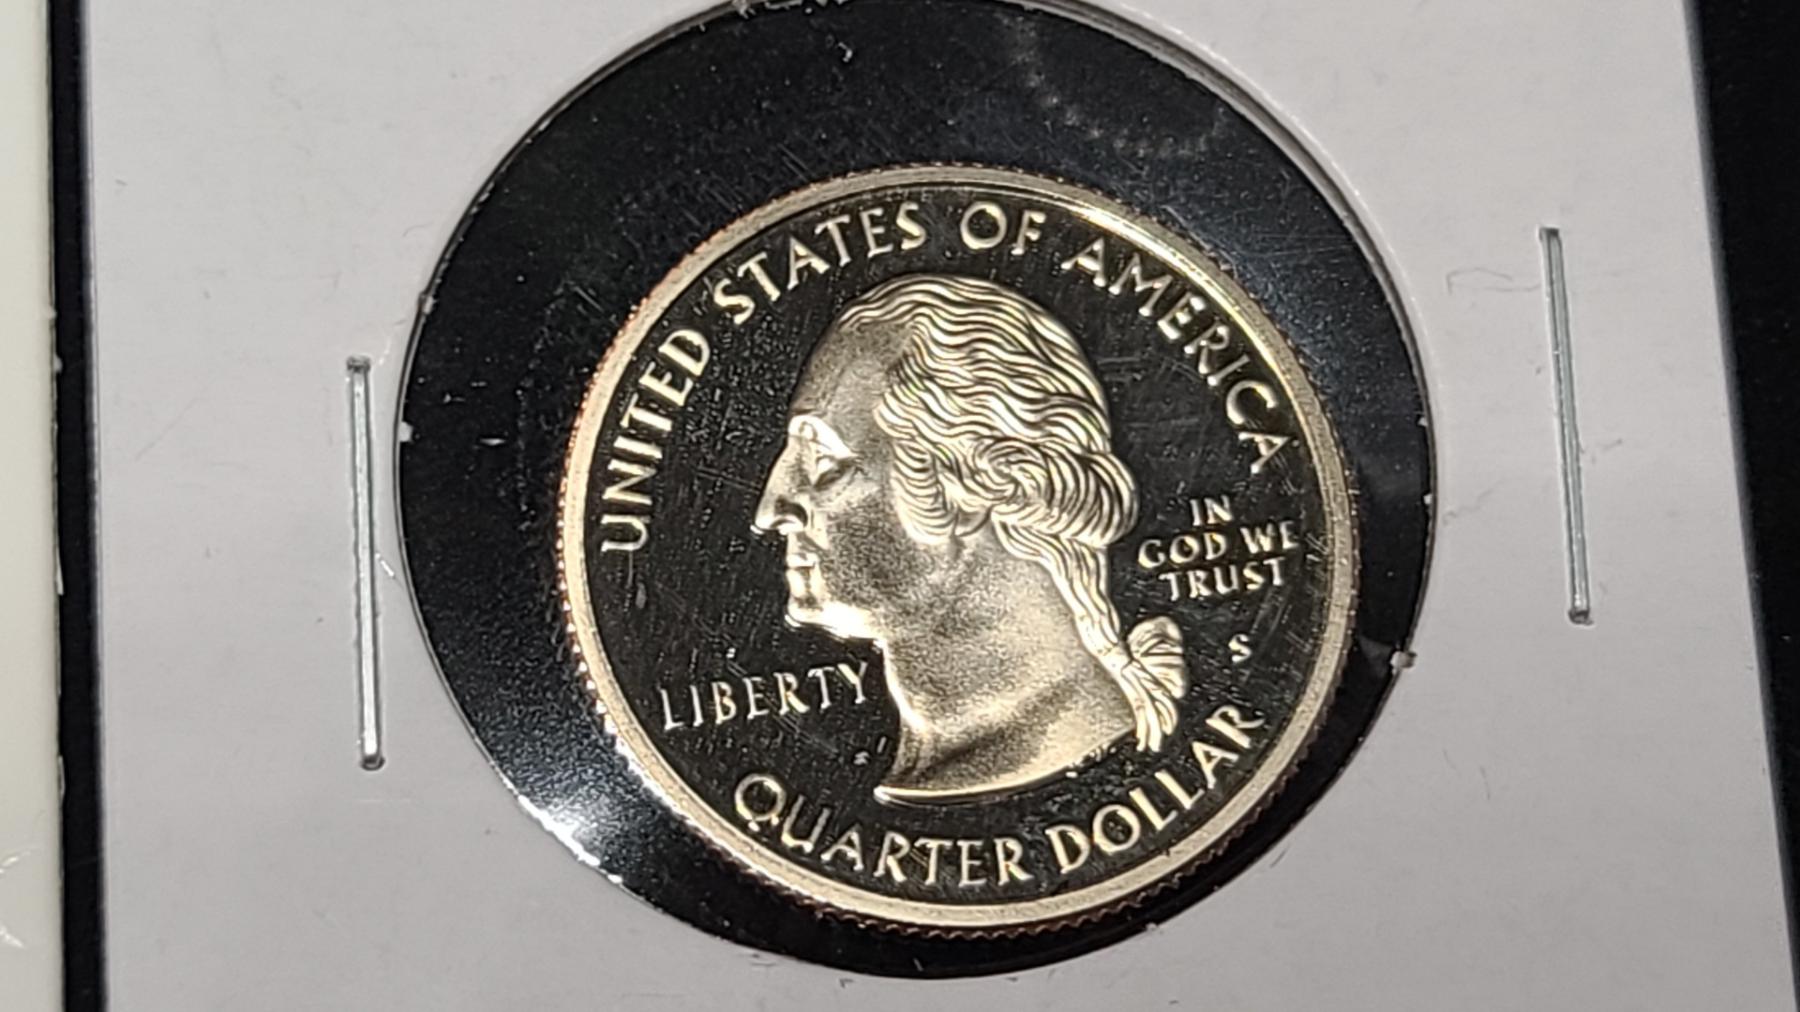 UNITED STATES OF AMERICA
LIBERTY
IN
GOD WE
TRUST
S
QUARTER DOLLAR